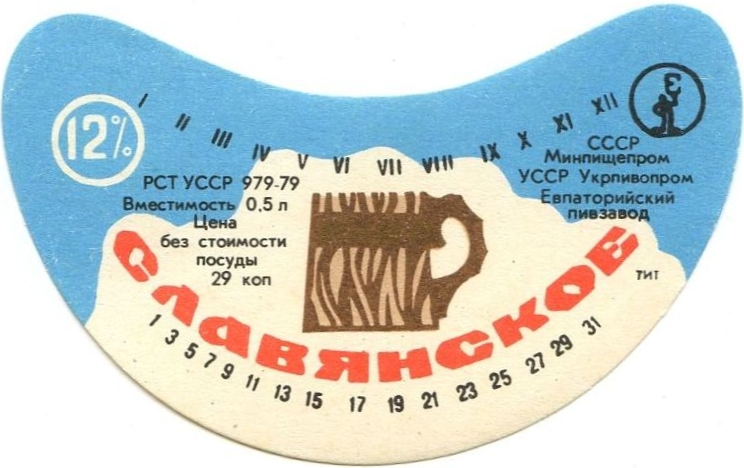 12%
I II III IV V VI VII VIII IX X XI XII
Є
РСТ УССР 979-79
Вместимость 0,5 л
Цена
без стоимости
посуды
29 коп
СССР
Минпищепром
УССР Укрпивопром
Евпаторийский
пивзавод
СЛАВЯНСКОЕ
ТИТ
1 3 5 7 9 11 13 15 17 19 21 23 25 27 29 31